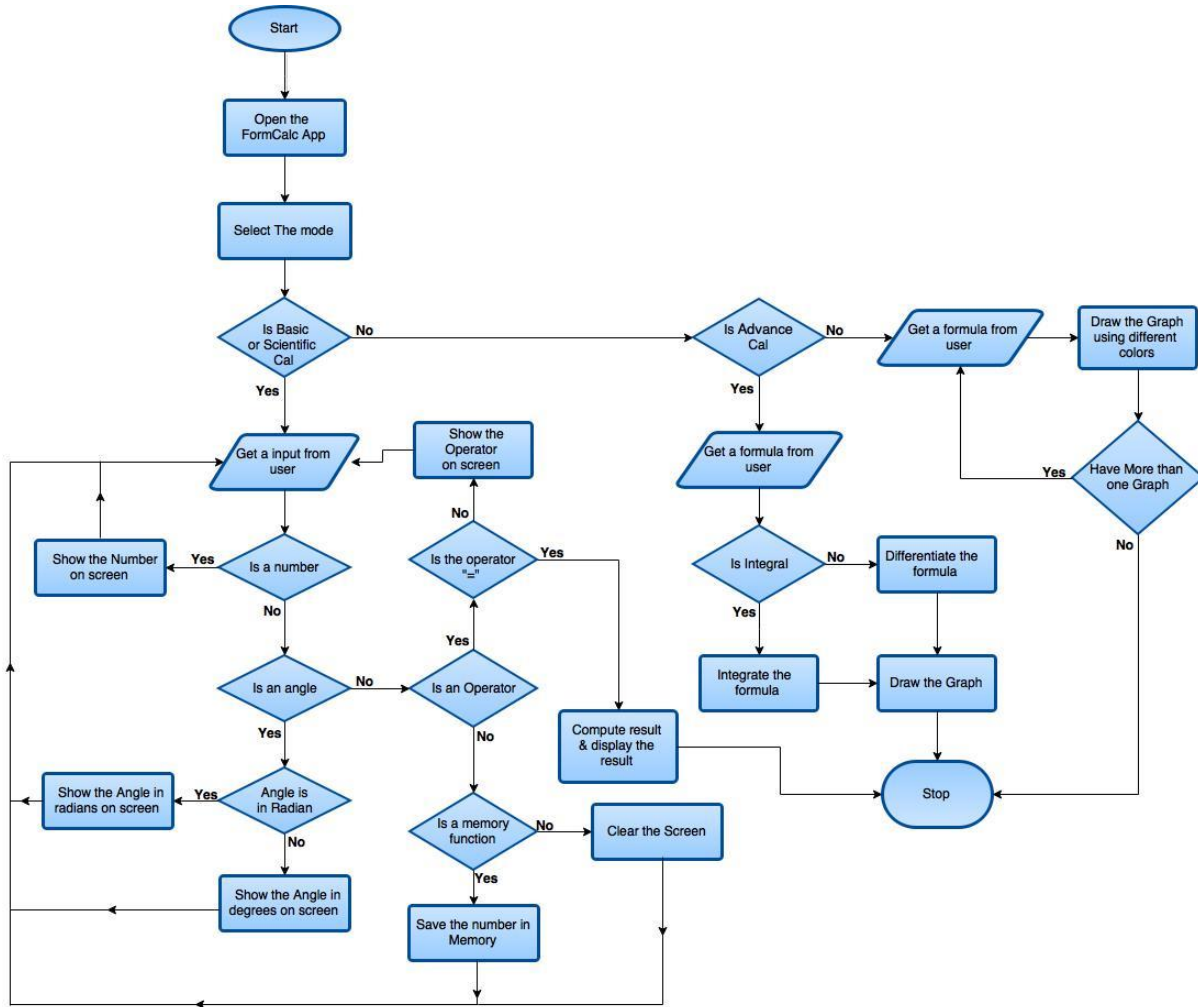 Start
Open the
FormCalc App
Select The mode
Is Basic
or Scientific
Cal
No
Yes
Is Advance
Cal
No
Yes
Get a formula from
user
Draw the Graph
using different
colors
Have More than
one Graph
Yes
No
Get a input from
user
Show the
Operator
on screen
No
Get a formula from
user
Show the Number
on screen
Yes
Is a number
No
Is the operator
"="
Yes
Yes
Is Integral
No
Yes
Differentiate the
formula
Is an angle
No
Yes
Is an Operator
No
Integrate the
formula
Draw the Graph
Compute result
& display the
result
Show the Angle in
radians on screen
Yes
Angle is
in Radian
No
Stop
Is a memory
function
No
Yes
Clear the Screen
Show the Angle in
degrees on screen
Save the number in
Memory